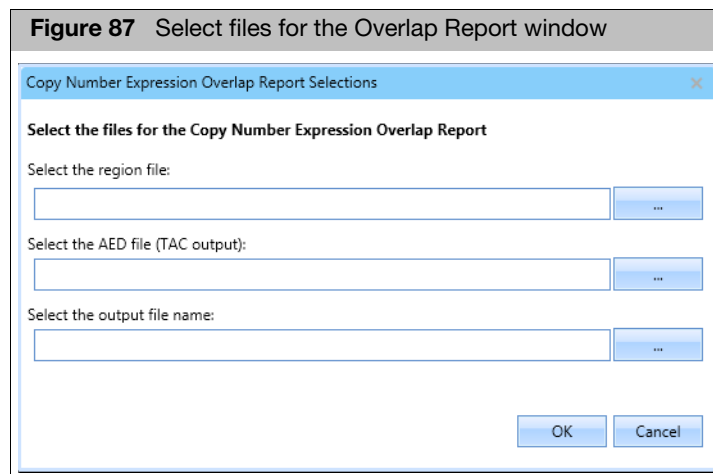 Figure 87 Select files for the Overlap Report window
Copy Number Expression Overlap Report Selections
Select the files for the Copy Number Expression Overlap Report
Select the region file:
...
Select the AED file (TAC output):
...
Select the output file name:
...
OK Cancel